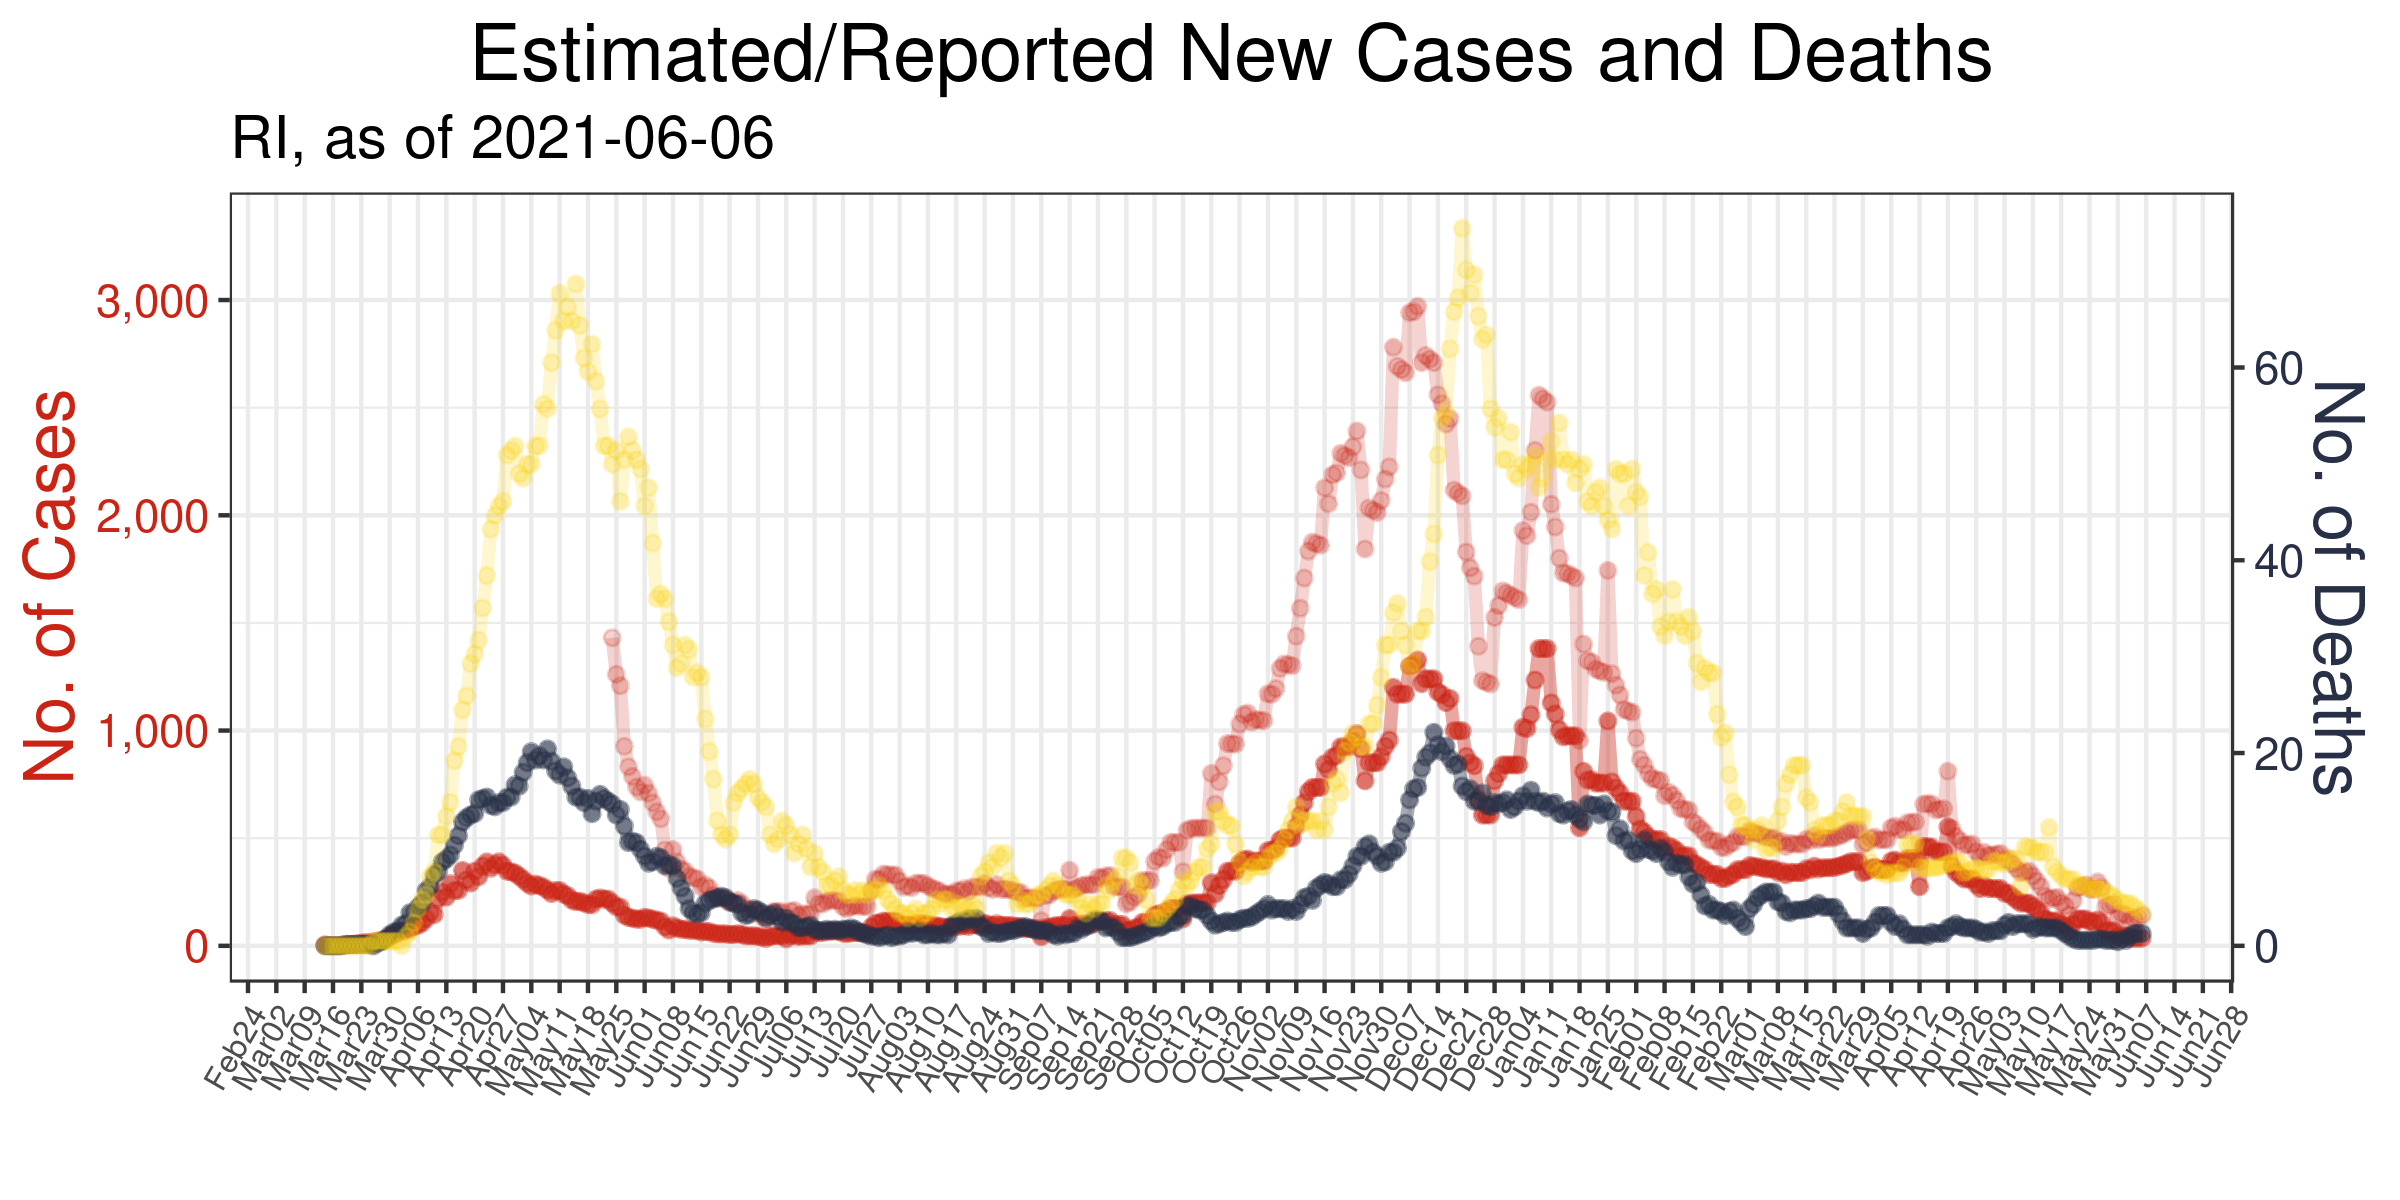 Estimated/Reported New Cases and Deaths
RI, as of 2021-06-06
No. of Cases
3,000
2,000
1,000
0
60
40
20
0
No. of Deaths
Feb24
Mar02
Mar09
Mar16
Mar23
Mar30
Apr06
Apr13
Apr20
Apr27
May04
May11
May18
May25
Jun01
Jun08
Jun15
Jun22
Jun29
Jul06
Jul13
Jul20
Jul27
Aug03
Aug10
Aug17
Aug24
Aug31
Sep07
Sep14
Sep21
Sep28
Oct05
Oct12
Oct19
Oct26
Nov02
Nov09
Nov16
Nov23
Nov30
Dec07
Dec14
Dec21
Dec28
Jan04
Jan11
Jan18
Jan25
Feb01
Feb08
Feb15
Feb22
Mar01
Mar08
Mar15
Mar22
Mar29
Apr05
Apr12
Apr19
Apr26
May03
May10
May17
May24
May31
Jun07
Jun14
Jun21
Jun28